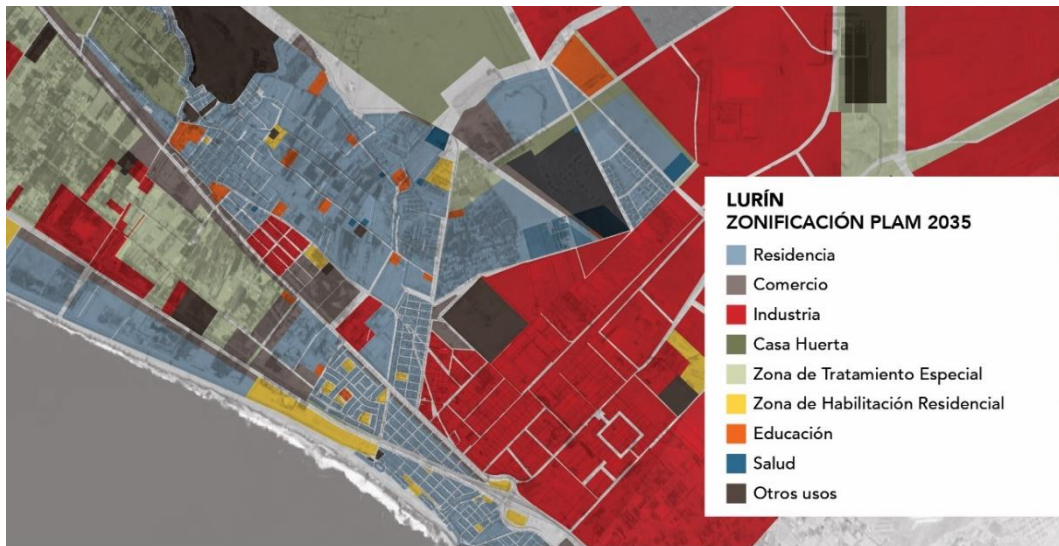 LURÍN
ZONIFICACIÓN PLAM 2035
Residencia
Comercio
Industria
Casa Huerta
Zona de Tratamiento Especial
Zona de Habilitación Residencial
Educación
Salud
Otros usos